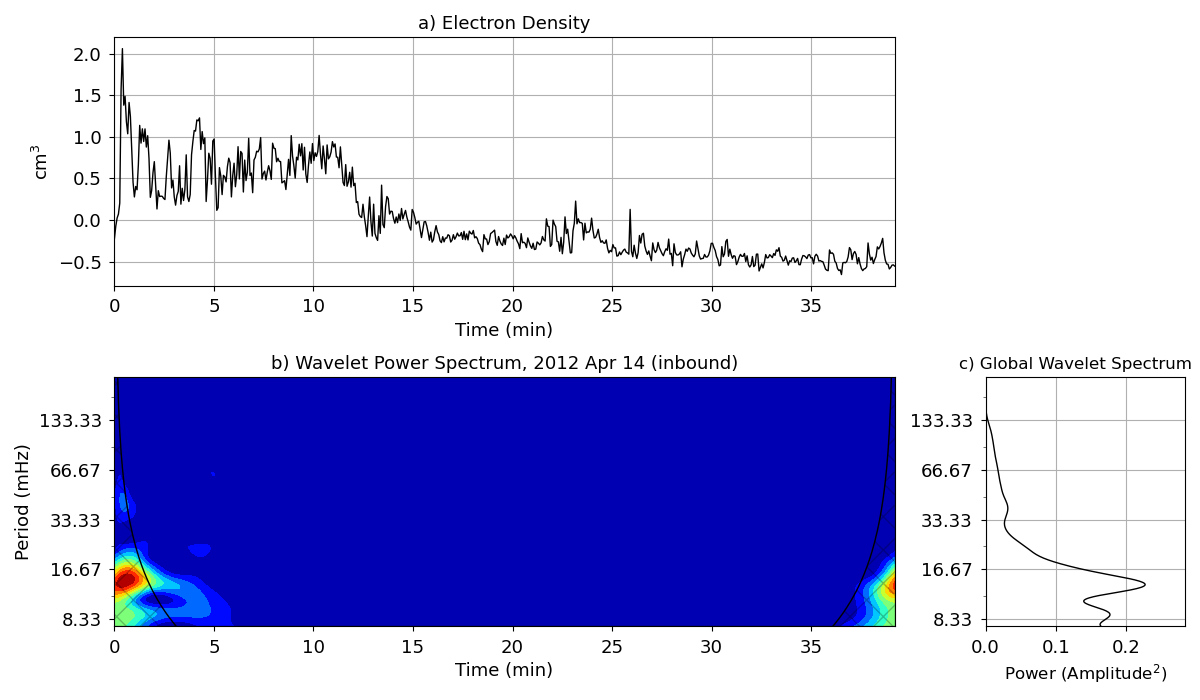 a) Electron Density
2.0
1.5
1.0
0.5
0.0
−0.5
cm³
0 5 10 15 20 25 30 35
Time (min)
b) Wavelet Power Spectrum, 2012 Apr 14 (inbound)
133.33
66.67
33.33
16.67
8.33
Period (mHz)
0 5 10 15 20 25 30 35
Time (min)
c) Global Wavelet Spectrum
133.33
66.67
33.33
16.67
8.33
0.0 0.1 0.2
Power (Amplitude²)